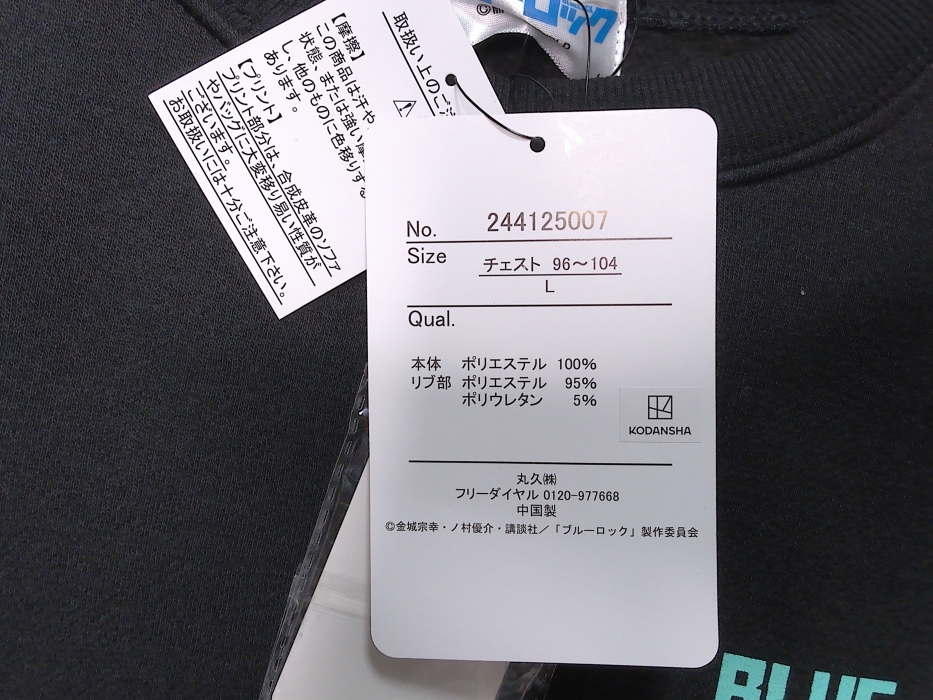 ロック
取扱い上のご注
【摩擦】
この商品は汗や
状態、または強い摩
し、他のものに色移りする
あります。
【プリント】
プリント部分は、合成皮革のソファ
やバッグに大変移り易い性質が
ございます。
お取扱いには十分ご注意下さい。
No. 244125007
Size チェスト 96～104
L
Qual.
本体 ポリエステル 100%
リブ部 ポリエステル 95%
ポリウレタン 5%
KODANSHA
丸久㈱
フリーダイヤル 0120-977668
中国製
©金城宗幸・ノ村優介・講談社／「ブルーロック」製作委員会
BLUE